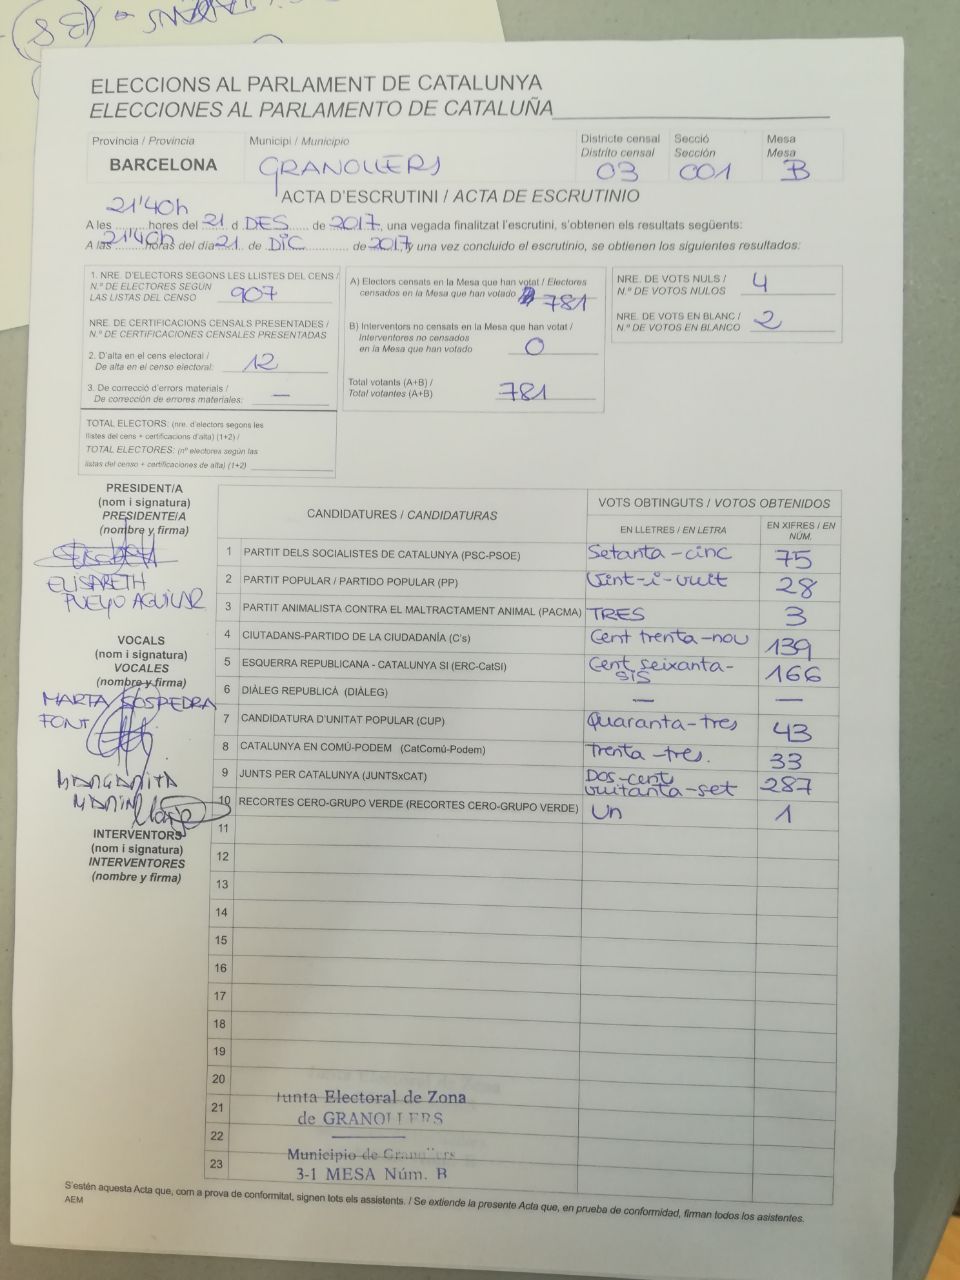 ELECCIONS AL PARLAMENT DE CATALUNYA
ELECCIONES AL PARLAMENTO DE CATALUÑA
Província / Provincia
BARCELONA
Municipi / Municipio
GRANOLLERS
Districte censal
Distrito censal
03
Secció
Sección
001
Mesa
Mesa
B
ACTA D'ESCRUTINI / ACTA DE ESCRUTINIO
A les 21'40h hores del 21 d DES de 2017, una vegada finalitzat l'escrutini, s'obtenen els resultats següents:
A las 21'40h horas del día 21 de DIC de 2017, y una vez concluido el escrutinio, se obtienen los siguientes resultados:
1. NRE. D'ELECTORS SEGONS LES LLISTES DEL CENS /
N.º DE ELECTORES SEGÚN
LAS LISTAS DEL CENSO 907
NRE. DE CERTIFICACIONS CENSALS PRESENTADES /
N.º DE CERTIFICACIONES CENSALES PRESENTADAS
2. D'alta en el cens electoral /
De alta en el censo electoral: 12
3. De correcció d'errors materials /
De corrección de errores materiales: —
TOTAL ELECTORS: (nre. d'electors segons les
llistes del cens + certificacions d'alta) (1+2) /
TOTAL ELECTORES: (nº electores según las
listas del censo + certificaciones de alta) (1+2)
A) Electors censats en la Mesa que han votat / Electores
censados en la Mesa que han votado 781
B) Interventors no censats en la Mesa que han votat /
Interventores no censados
en la Mesa que han votado 0
Total votants (A+B) /
Total votantes (A+B) 781
NRE. DE VOTS NULS /
N.º DE VOTOS NULOS 4
NRE. DE VOTS EN BLANC /
N.º DE VOTOS EN BLANCO 2
PRESIDENT/A
(nom i signatura)
PRESIDENTE/A
(nombre y firma)
ELISABETH
PUEYO AGUILAR
VOCALS
(nom i signatura)
VOCALES
(nombre y firma)
MARTA SOSPEDRA
FONT
MARGARITA
INTERVENTORS
(nom i signatura)
INTERVENTORES
(nombre y firma)
CANDIDATURES / CANDIDATURAS
VOTS OBTINGUTS / VOTOS OBTENIDOS
EN LLETRES / EN LETRA
EN XIFRES / EN
NÚM.
1 PARTIT DELS SOCIALISTES DE CATALUNYA (PSC-PSOE) Setanta-cinc 75
2 PARTIT POPULAR / PARTIDO POPULAR (PP) Vint-i-vuit 28
3 PARTIT ANIMALISTA CONTRA EL MALTRACTAMENT ANIMAL (PACMA) TRES 3
4 CIUTADANS-PARTIDO DE LA CIUDADANÍA (C's) Cent trenta-nou 139
5 ESQUERRA REPUBLICANA - CATALUNYA SI (ERC-CatSI) Cent seixanta-sis 166
6 DIÀLEG REPUBLICÀ (DIÀLEG) — —
7 CANDIDATURA D'UNITAT POPULAR (CUP) Quaranta-tres 43
8 CATALUNYA EN COMÚ-PODEM (CatComú-Podem) Trenta-tres. 33
9 JUNTS PER CATALUNYA (JUNTSxCAT) Dos-cents vuitanta-set 287
10 RECORTES CERO-GRUPO VERDE (RECORTES CERO-GRUPO VERDE) Un 1
11
12
13
14
15
16
17
18
19
20
21
22
23
Junta Electoral de Zona
de GRANOLLERS
Municipio de Granollers
3-1 MESA Núm. B
S'estén aquesta Acta que, com a prova de conformitat, signen tots els assistents. / Se extiende la presente Acta que, en prueba de conformidad, firman todos los asistentes.
AEM